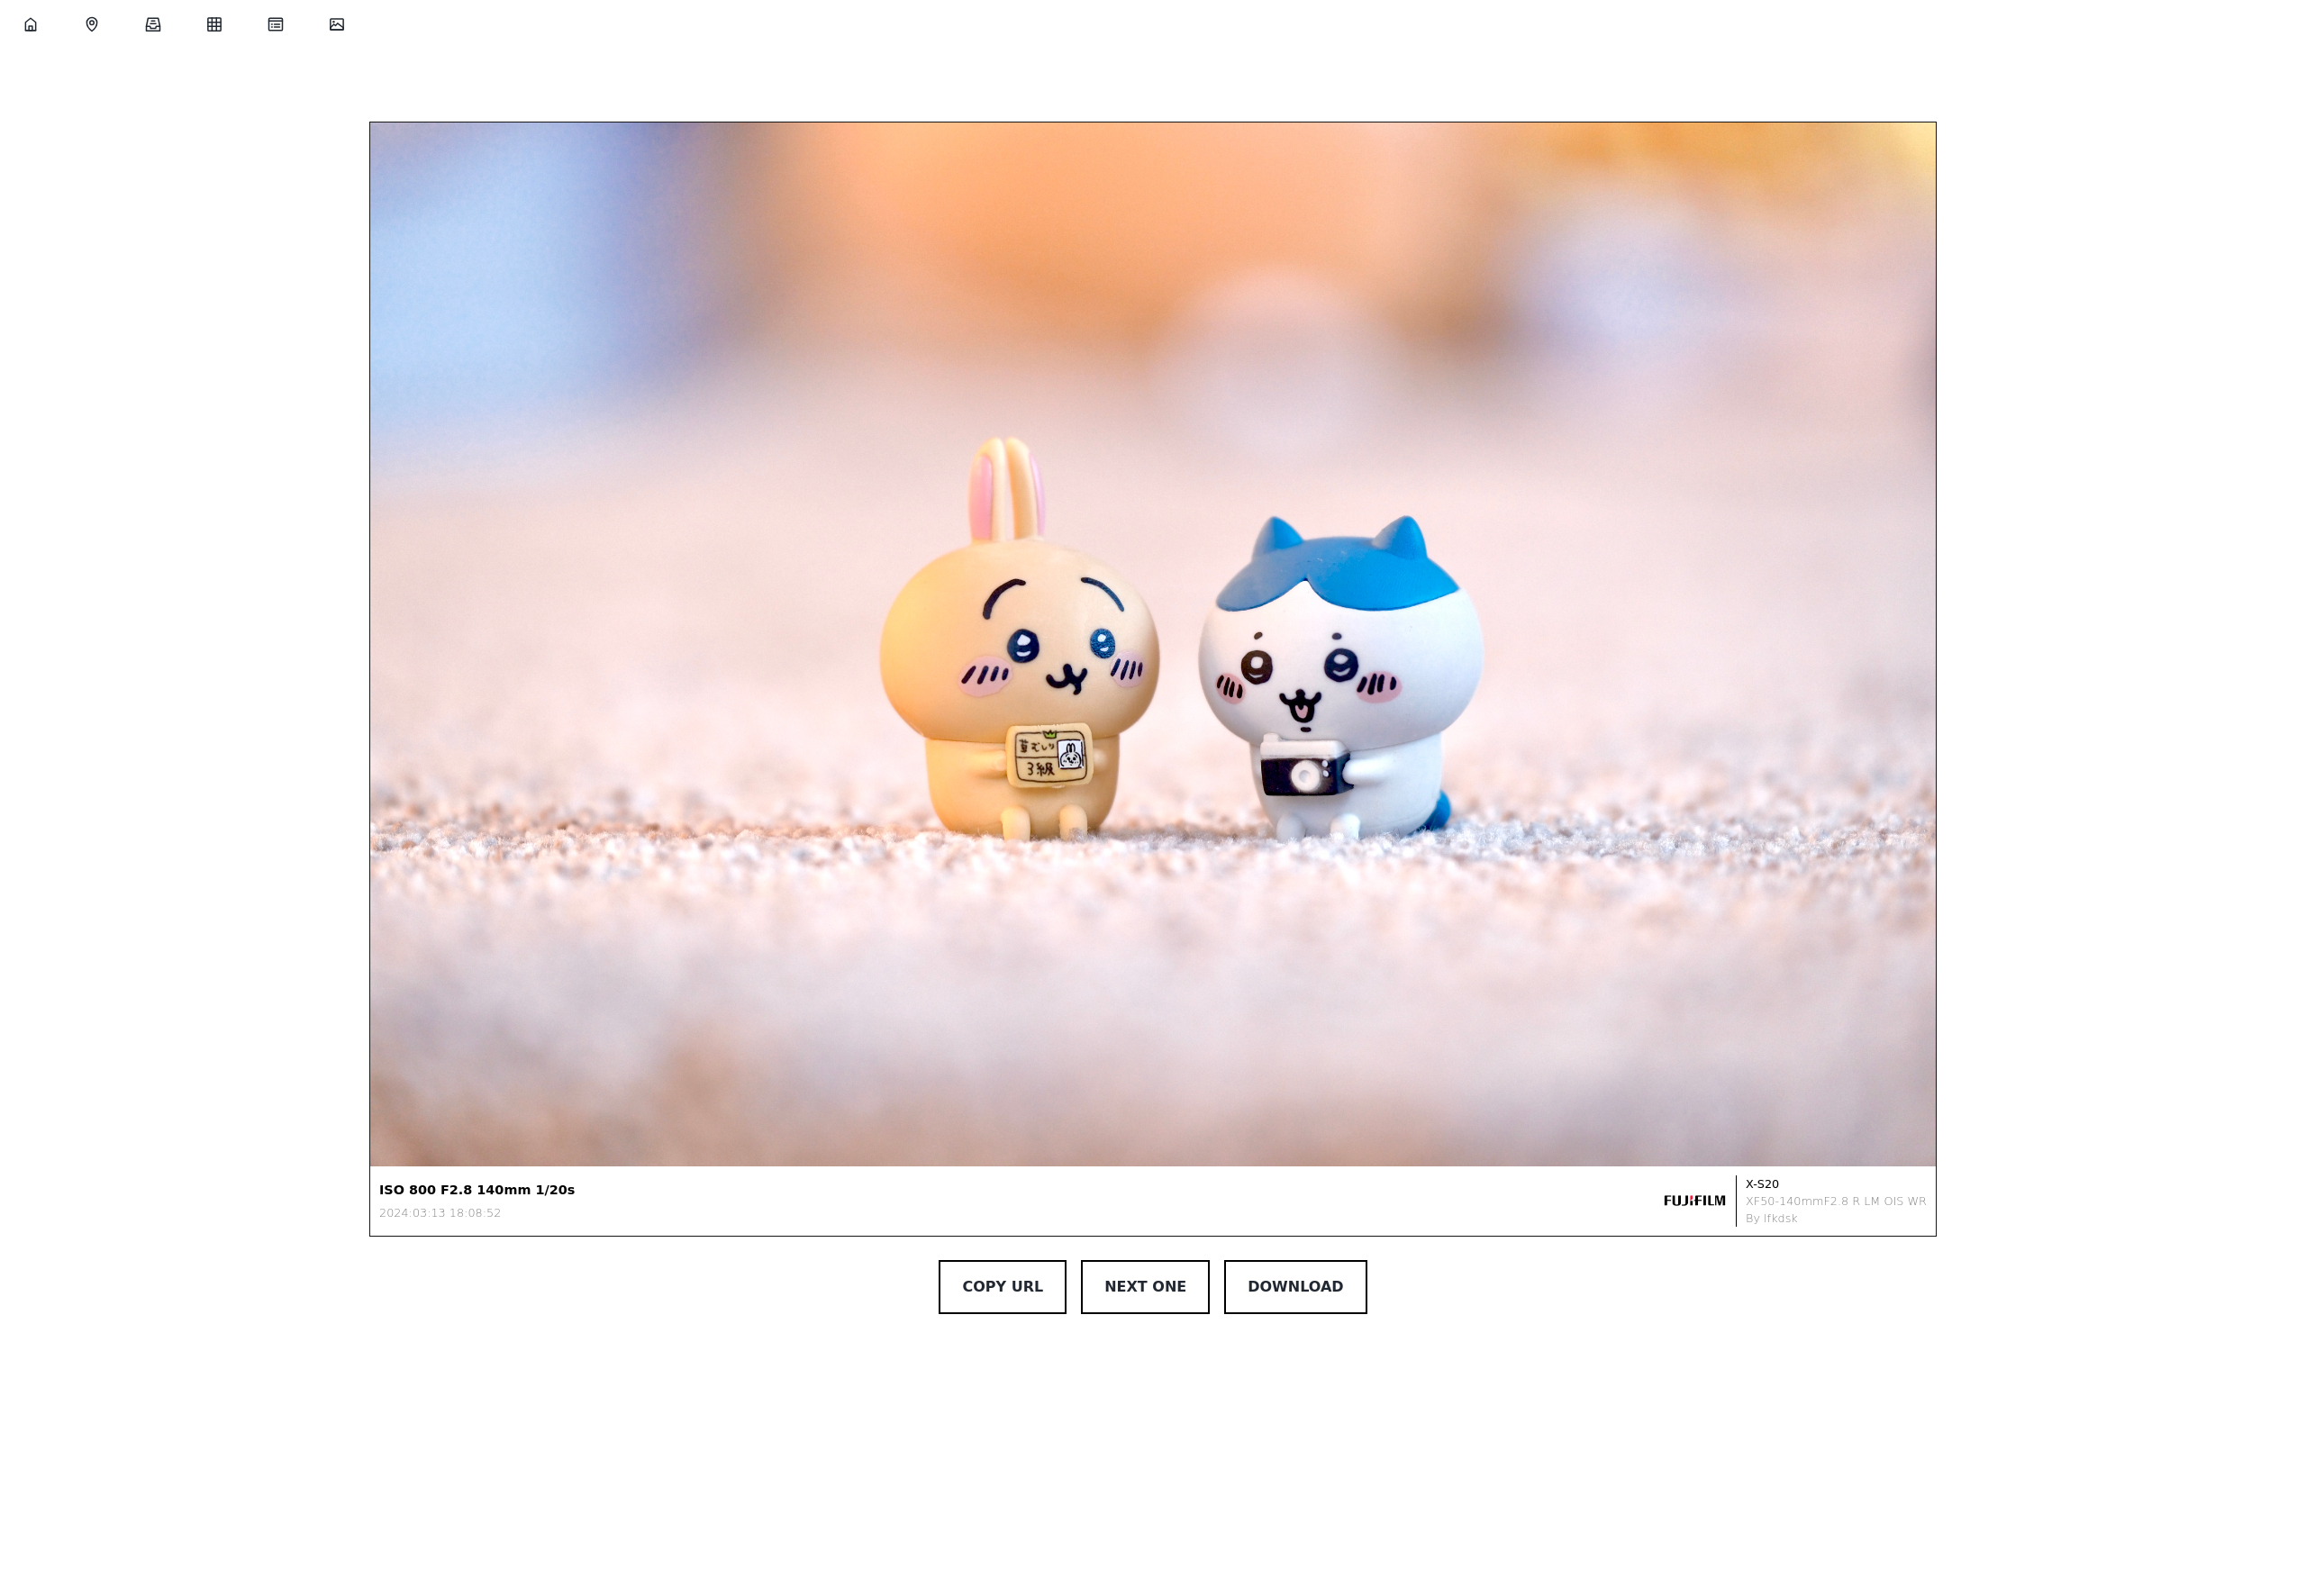 草むしり
3級
ISO 800 F2.8 140mm 1/20s
2024:03:13 18:08:52
FUJIFILM
X-S20
XF50-140mmF2.8 R LM OIS WR
By lfkdsk
COPY URL
NEXT ONE
DOWNLOAD